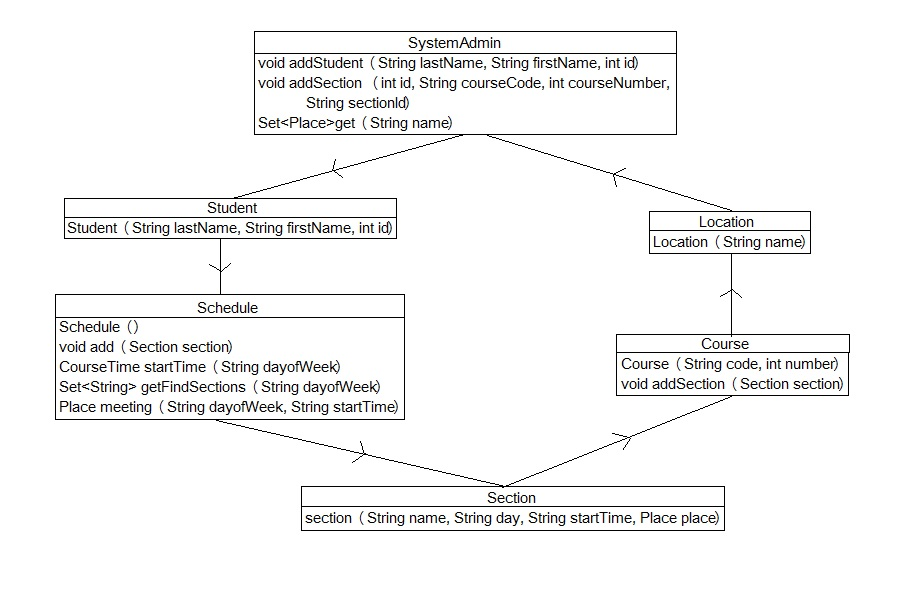 SystemAdmin
void addStudent (String lastName, String firstName, int id)
void addSection (int id, String courseCode, int courseNumber,
String sectionId)
Set<Place>get (String name)
Student
Student (String lastName, String firstName, int id)
Location
Location (String name)
Schedule
Schedule ()
void add (Section section)
CourseTime startTime (String dayofWeek)
Set<String> getFindSections (String dayofWeek)
Place meeting (String dayofWeek, String startTime)
Course
Course (String code, int number)
void addSection (Section section)
Section
section (String name, String day, String startTime, Place place)